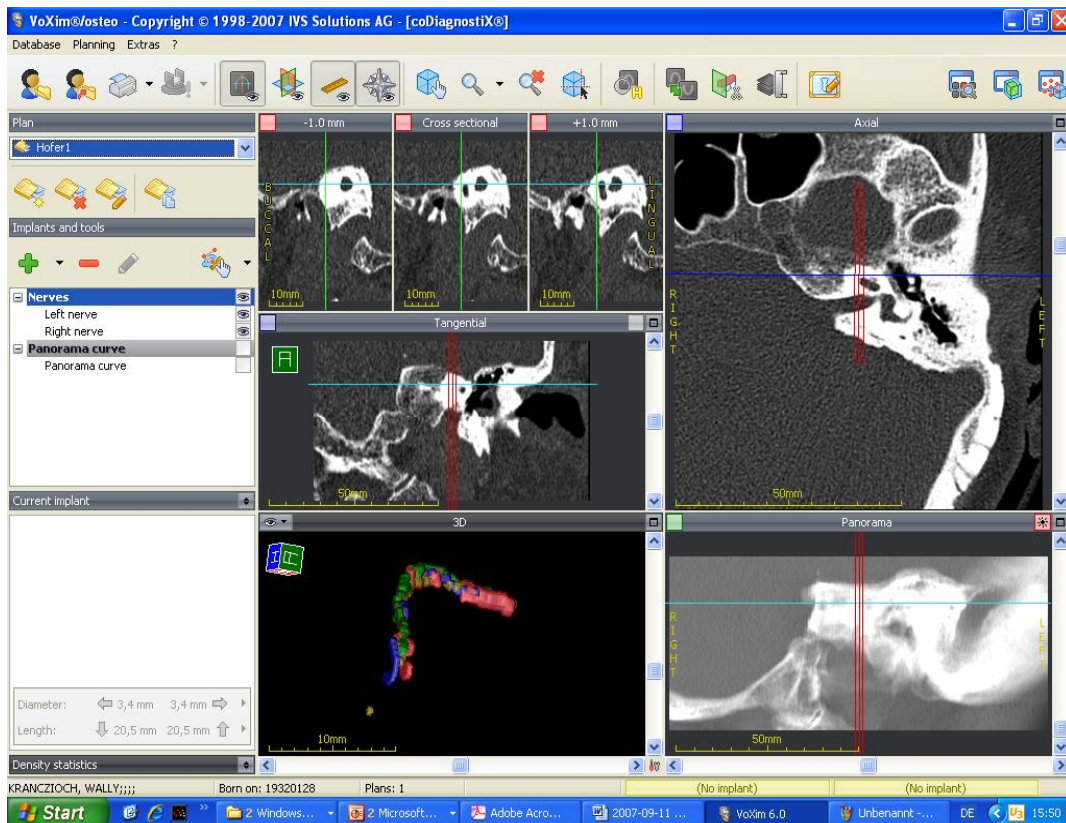 VoXim®/osteo - Copyright © 1998-2007 IVS Solutions AG - [coDiagnostiX®]
Database Planning Extras ?
Plan
Hofer1
Implants and tools
Nerves
Left nerve
Right nerve
Panorama curve
Panorama curve
Current implant
Diameter: 3,4 mm 3,4 mm
Length: 20,5 mm 20,5 mm
Density statistics
-1.0 mm Cross sectional +1.0 mm
BUCCAL
LINGUAL
10mm 10mm 10mm
Axial
RIGHT
LEFT
50mm
Tangential
A
50mm
3D
H A
10mm
Panorama
RIGHT
LEFT
50mm
KRANCZIOCH, WALLY;;;; Born on: 19320128 Plans: 1 (No implant) (No implant)
Start 2 Windows... 2 Microsoft... Adobe Acro... 2007-09-11 ... VoXim 6.0 Unbenannt -... DE 15:50